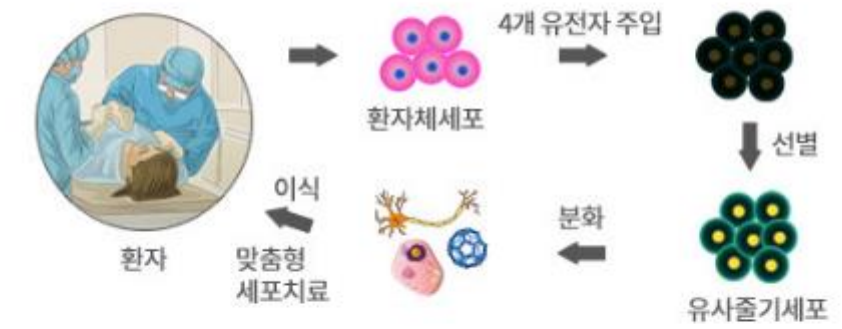 4개 유전자 주입
환자체세포
선별
이식
분화
환자
맞춤형
세포치료
유사줄기세포